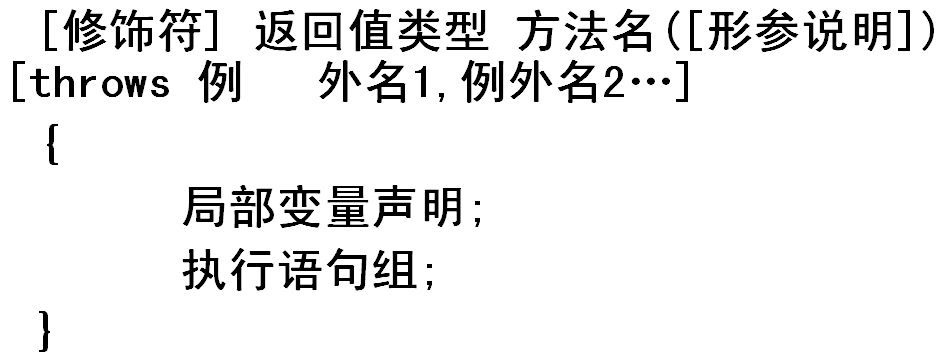 [修饰符] 返回值类型 方法名([形参说明])
[throws 例 外名1,例外名2…]
{
局部变量声明;
执行语句组;
}